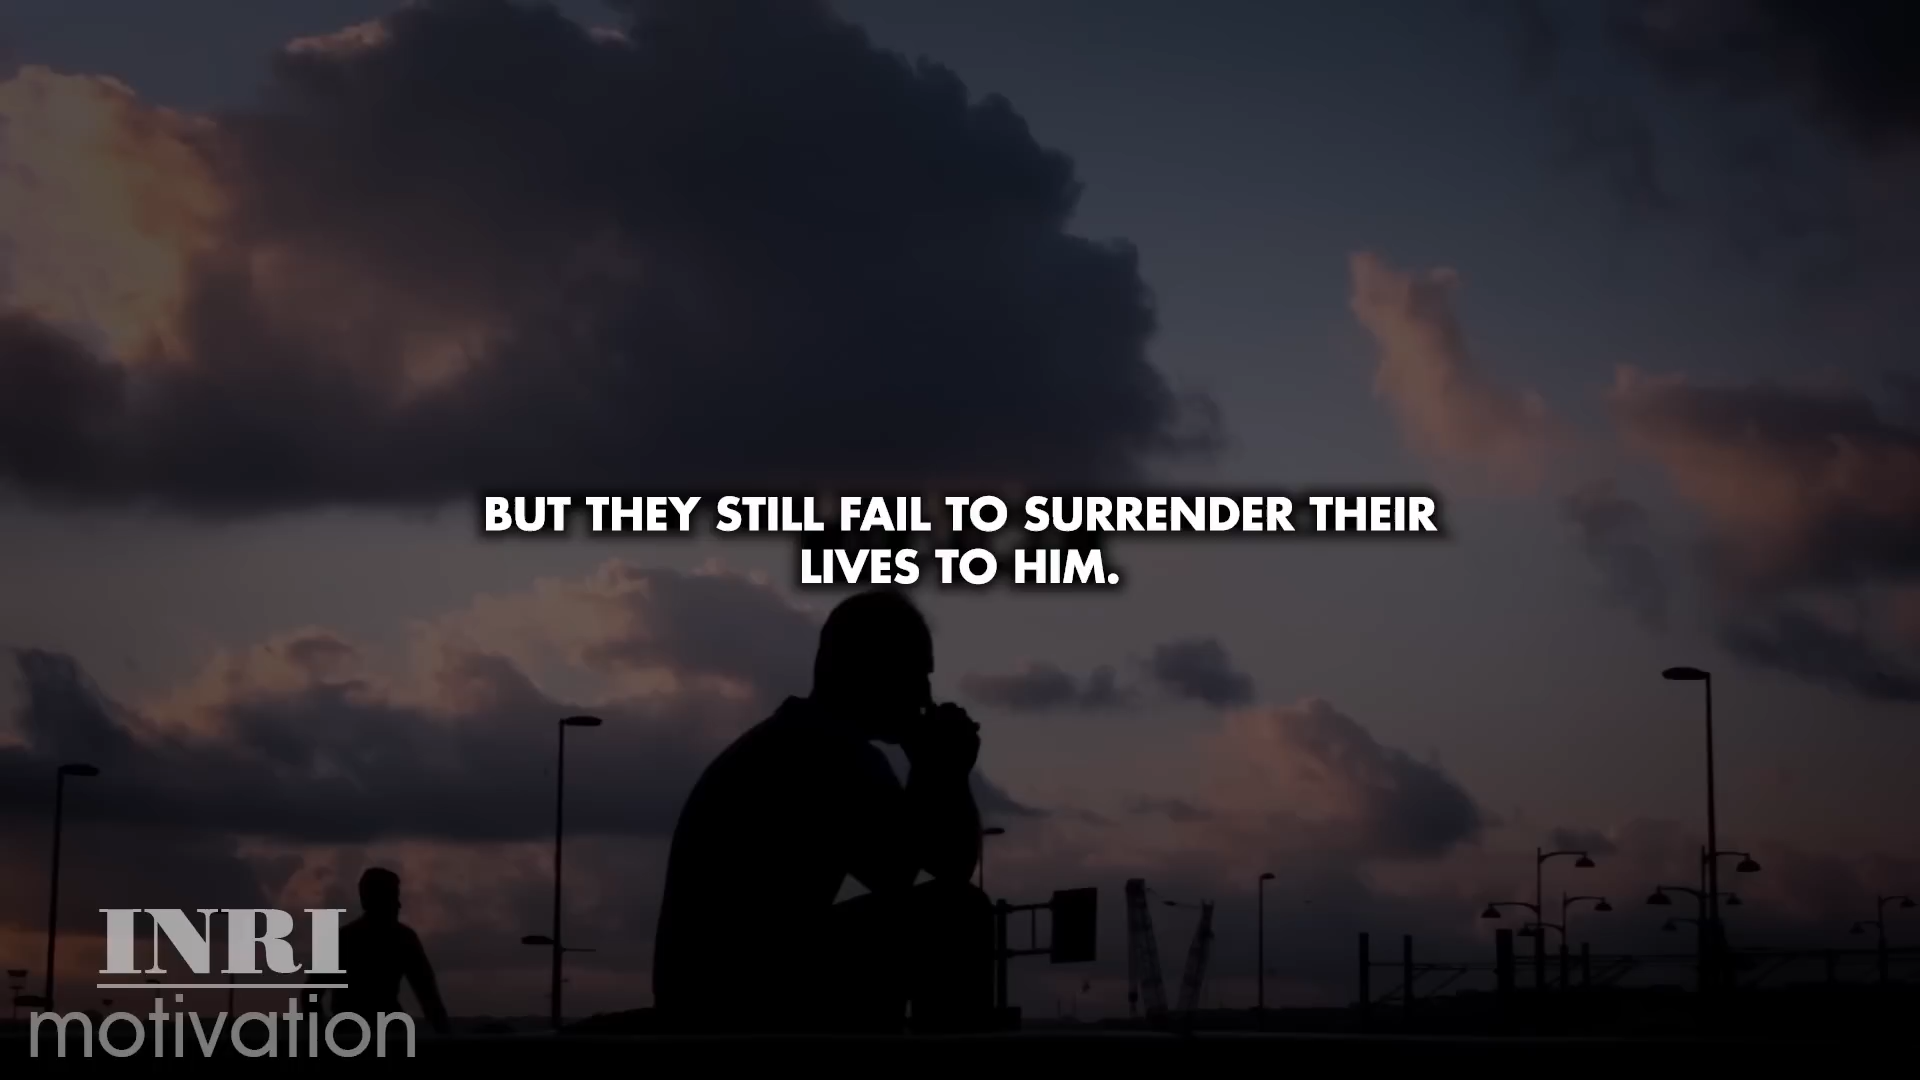 BUT THEY STILL FAIL TO SURRENDER THEIR
LIVES TO HIM.
INRI
motivation